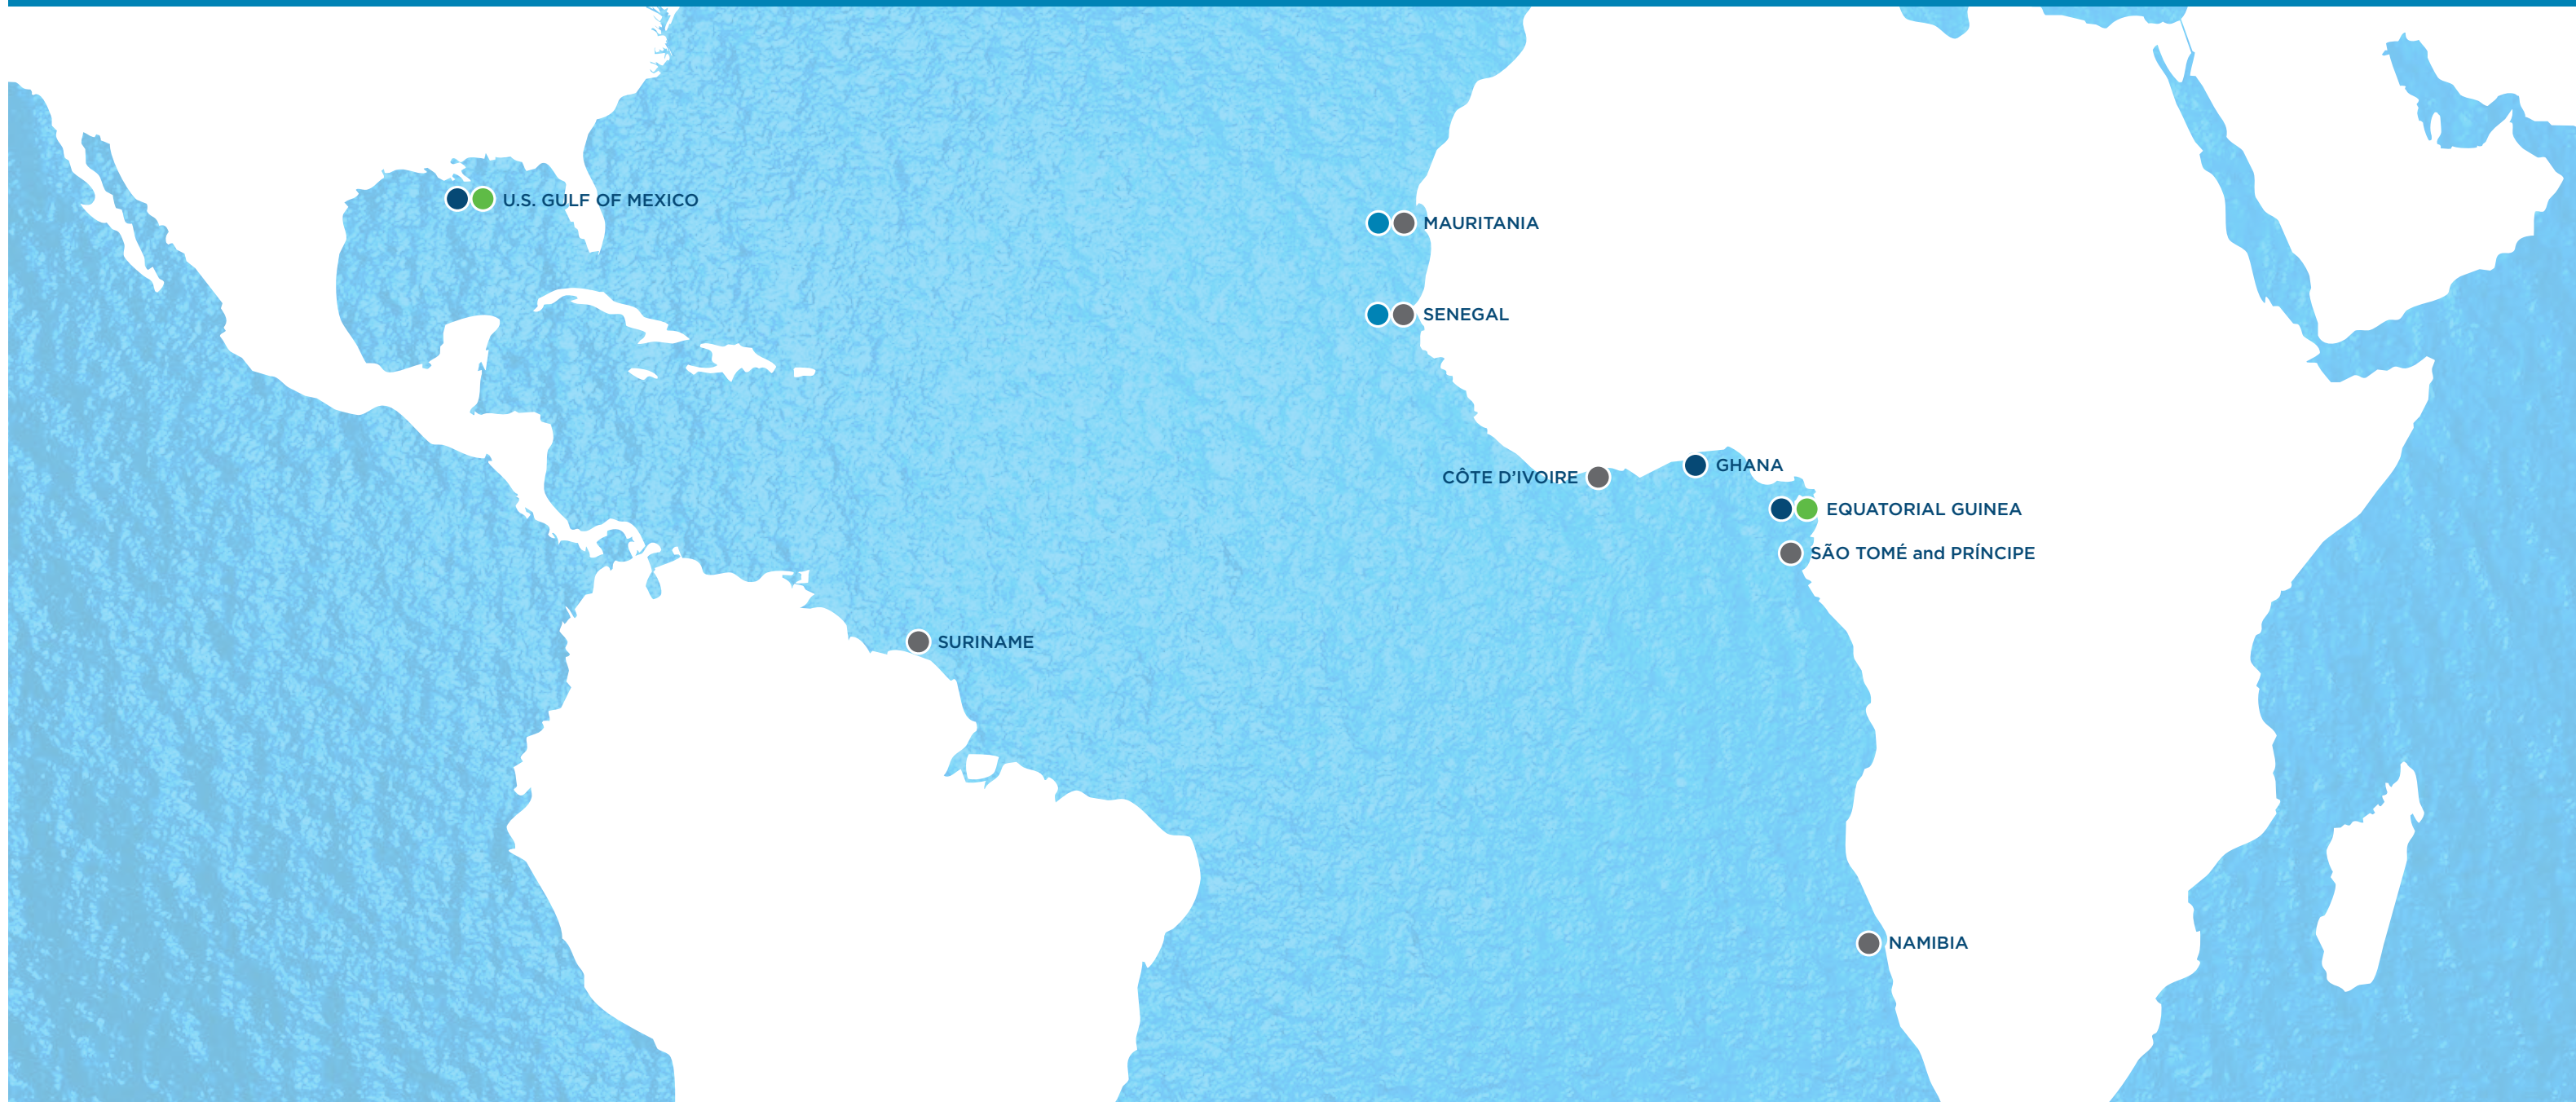 U.S. GULF OF MEXICO
MAURITANIA
SENEGAL
CÔTE D’IVOIRE
GHANA
EQUATORIAL GUINEA
SÃO TOMÉ and PRÍNCIPE
SURINAME
NAMIBIA